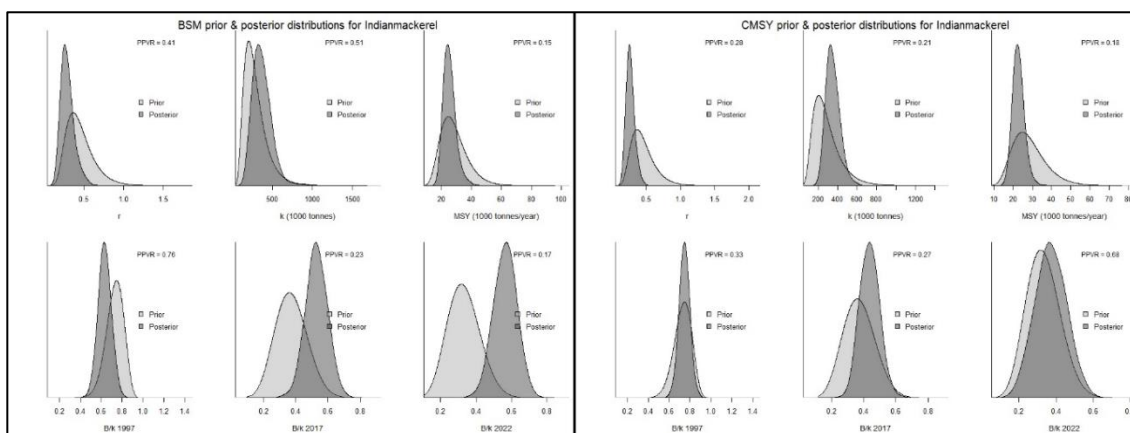 BSM prior & posterior distributions for Indianmackerel
PPVR = 0.41
Prior
Posterior
0.5 1.0 1.5
r
PPVR = 0.51
Prior
Posterior
500 1000 1500
k (1000 tonnes)
PPVR = 0.15
Prior
Posterior
20 40 60 80 100
MSY (1000 tonnes/year)
PPVR = 0.76
Prior
Posterior
0.2 0.4 0.6 0.8 1.0 1.2 1.4
B/k 1997
PPVR = 0.23
Prior
Posterior
0.2 0.4 0.6 0.8
B/k 2017
PPVR = 0.17
Prior
Posterior
0.2 0.4 0.6 0.8
B/k 2022
CMSY prior & posterior distributions for Indianmackerel
PPVR = 0.28
Prior
Posterior
0.5 1.0 1.5 2.0
r
PPVR = 0.21
Prior
Posterior
200 400 600 800 1200
k (1000 tonnes)
PPVR = 0.18
Prior
Posterior
10 20 30 40 50 60 70 80
MSY (1000 tonnes/year)
PPVR = 0.33
Prior
Posterior
0.2 0.4 0.6 0.8 1.0 1.2 1.4
B/k 1997
PPVR = 0.27
Prior
Posterior
0.2 0.4 0.6 0.8
B/k 2017
PPVR = 0.68
Prior
Posterior
0.2 0.4 0.6
B/k 2022